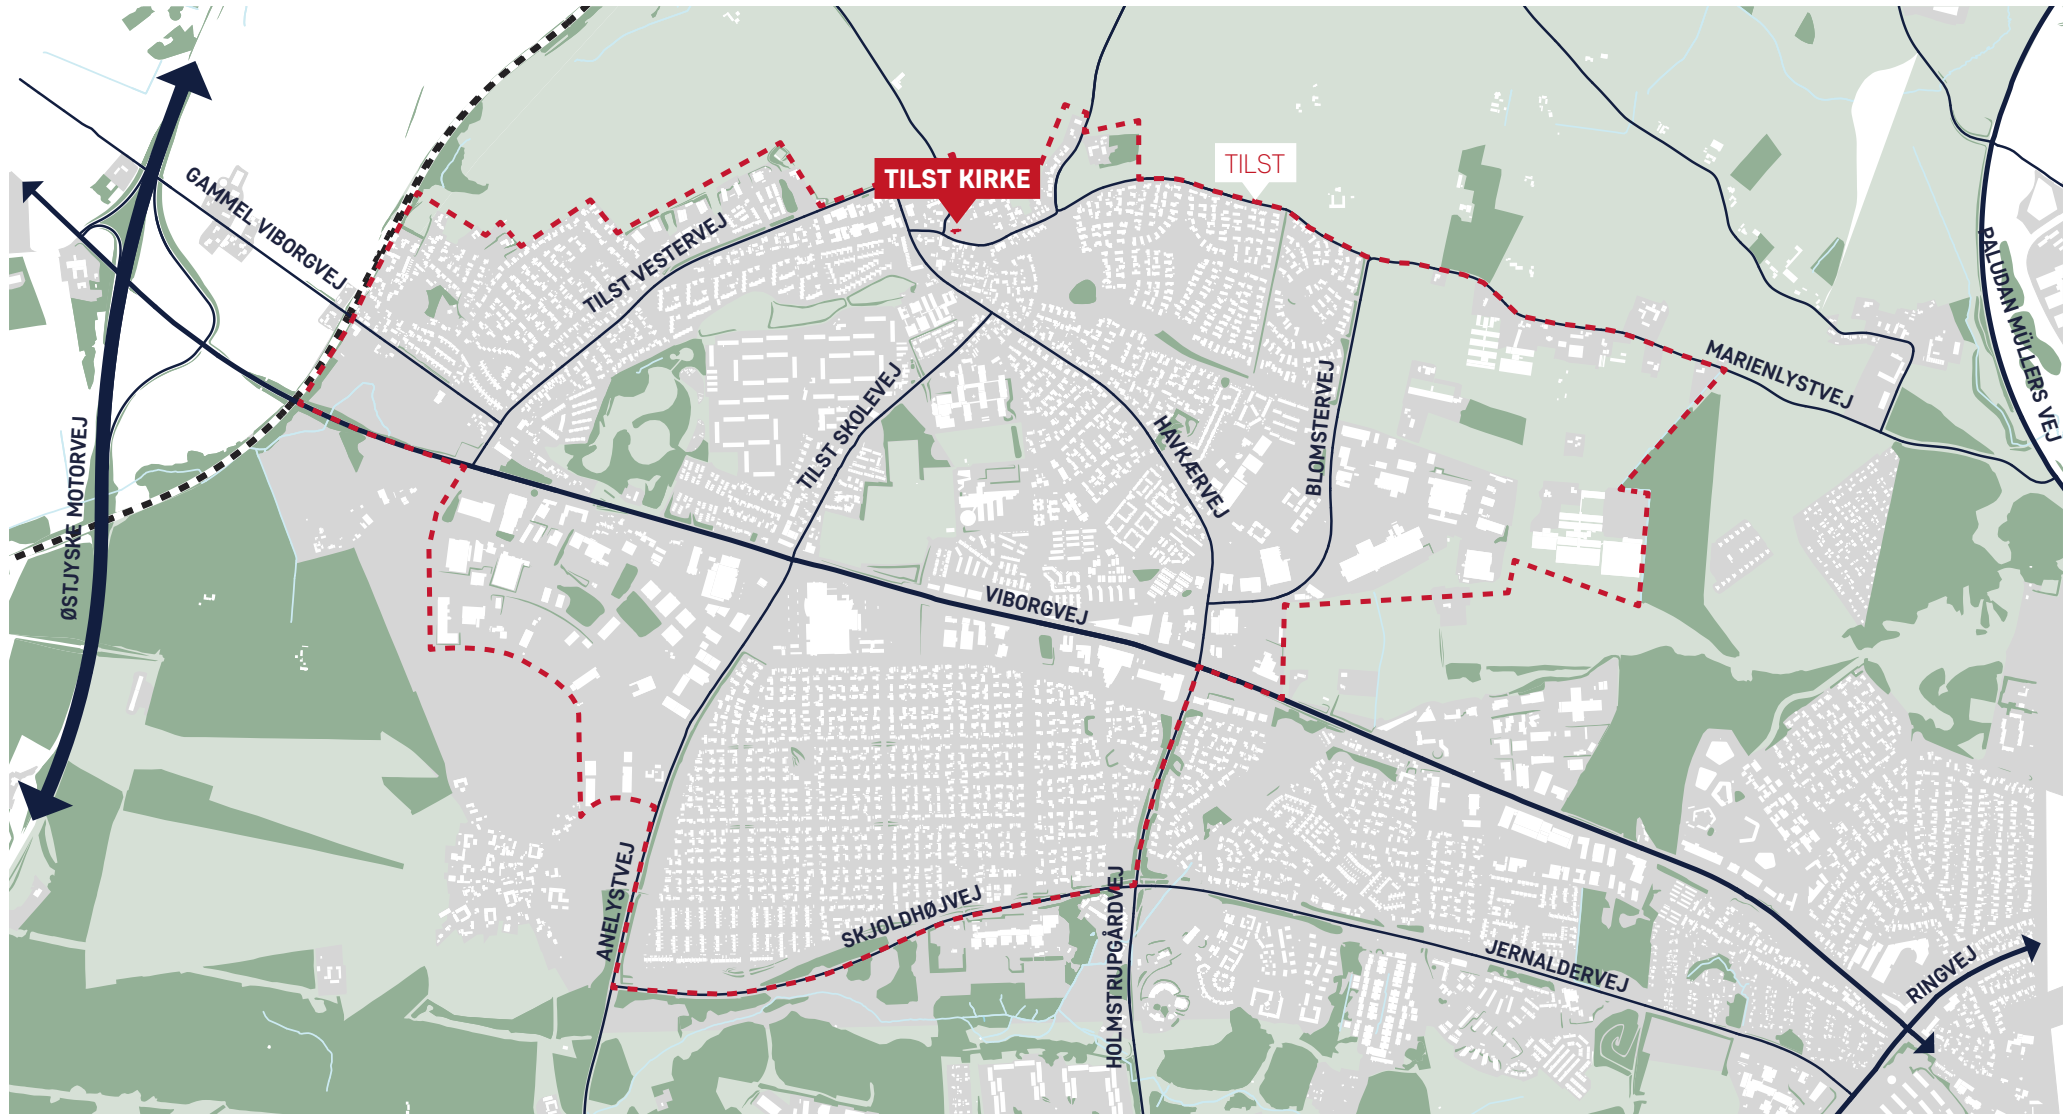 TILST
TILST KIRKE
GAMMEL VIBORGVEJ
TILST VESTERVEJ
PALUDAN MÜLLERS VEJ
MARIENLYSTVEJ
TILST SKOLEVEJ
HAVKÆRVEJ
BLOMSTERVEJ
ØSTJYSKE MOTORVEJ
VIBORGVEJ
ANELYSTVEJ
SKJOLDHØJVEJ
HOLMSTRUPGÅRDVEJ
JERNALDERVEJ
RINGVEJ